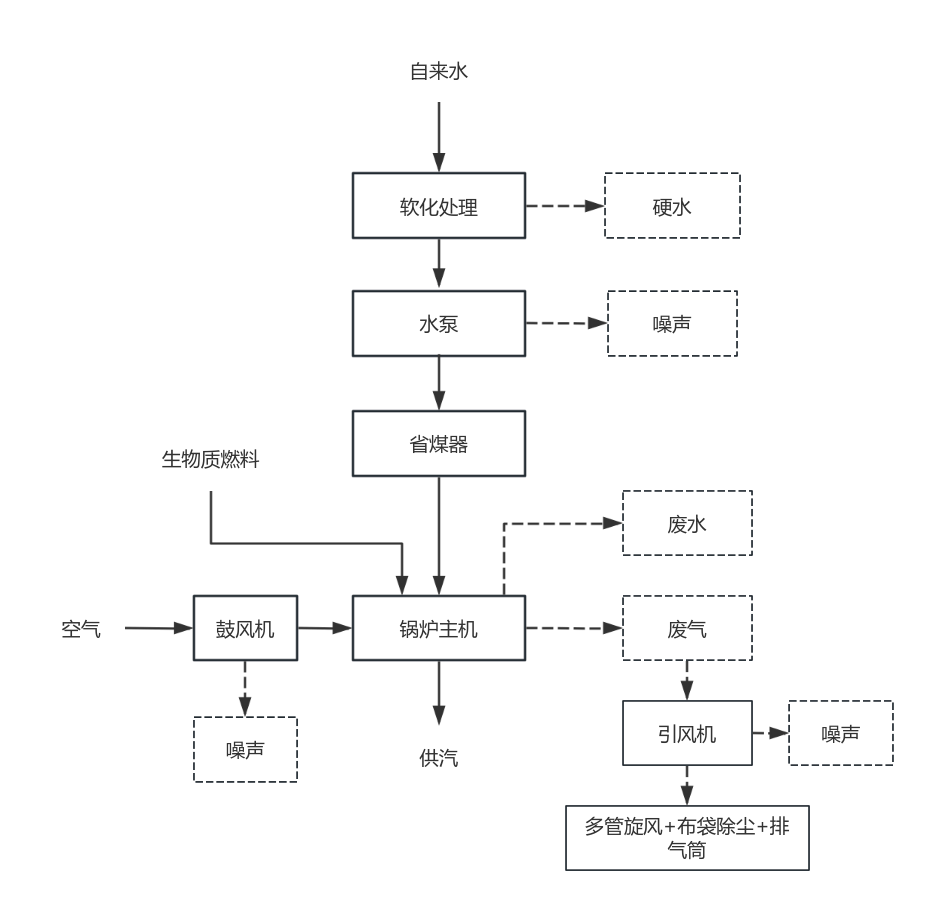 自来水
软化处理
硬水
水泵
噪声
省煤器
生物质燃料
废水
空气
鼓风机
锅炉主机
废气
噪声
供汽
引风机
噪声
多管旋风+布袋除尘+排
气筒